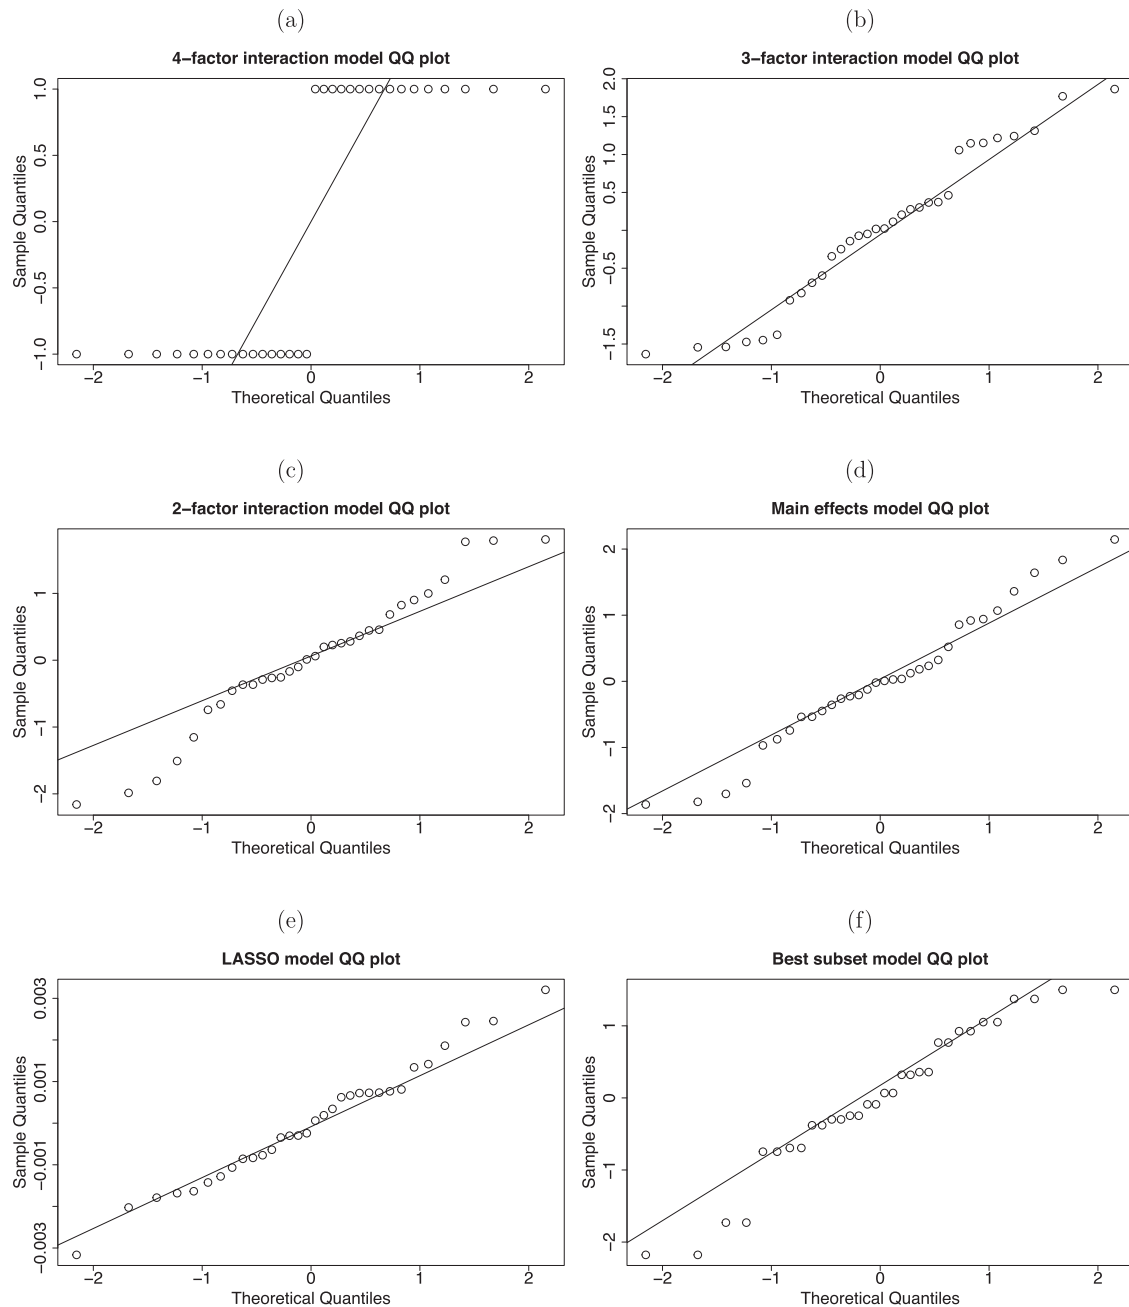 (a)
4−factor interaction model QQ plot
1.0
0.5
0.0
−0.5
−1.0
Sample Quantiles
−2 −1 0 1 2
Theoretical Quantiles
(b)
3−factor interaction model QQ plot
2.0
1.5
1.0
0.5
−0.5
−1.5
Sample Quantiles
−2 −1 0 1 2
Theoretical Quantiles
(c)
2−factor interaction model QQ plot
1
0
−1
−2
Sample Quantiles
−2 −1 0 1 2
Theoretical Quantiles
(d)
Main effects model QQ plot
2
1
0
−1
−2
Sample Quantiles
−2 −1 0 1 2
Theoretical Quantiles
(e)
LASSO model QQ plot
0.003
0.001
−0.001
−0.003
Sample Quantiles
−2 −1 0 1 2
Theoretical Quantiles
(f)
Best subset model QQ plot
1
0
−1
−2
Sample Quantiles
−2 −1 0 1 2
Theoretical Quantiles